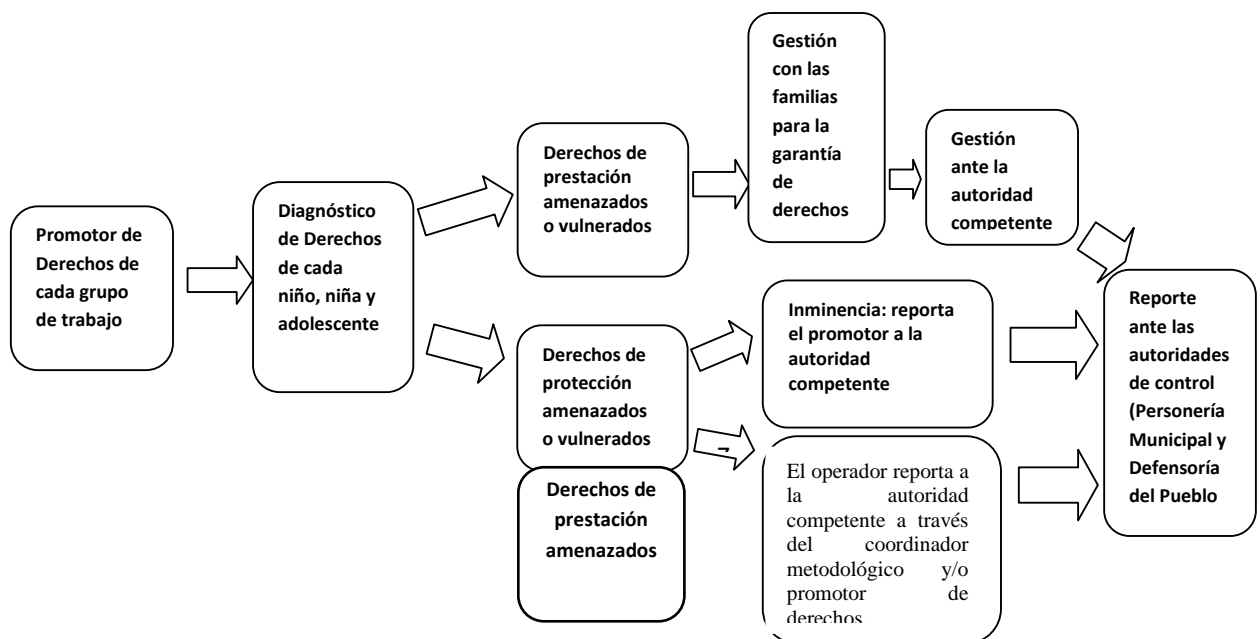 Promotor de
Derechos de
cada grupo
de trabajo
Diagnóstico
de Derechos
de cada
niño, niña y
adolescente
Derechos de
prestación
amenazados
o vulnerados
Gestión
con las
familias
para la
garantía
de
derechos
Gestión
ante la
autoridad
competente
Derechos de
protección
amenazados
o vulnerados
Inminencia: reporta
el promotor a la
autoridad
competente
Derechos de
prestación
amenazados
El operador reporta a
la autoridad
competente a través
del coordinador
metodológico y/o
promotor de
derechos
Reporte
ante las
autoridades
de control
(Personería
Municipal y
Defensoría
del Pueblo